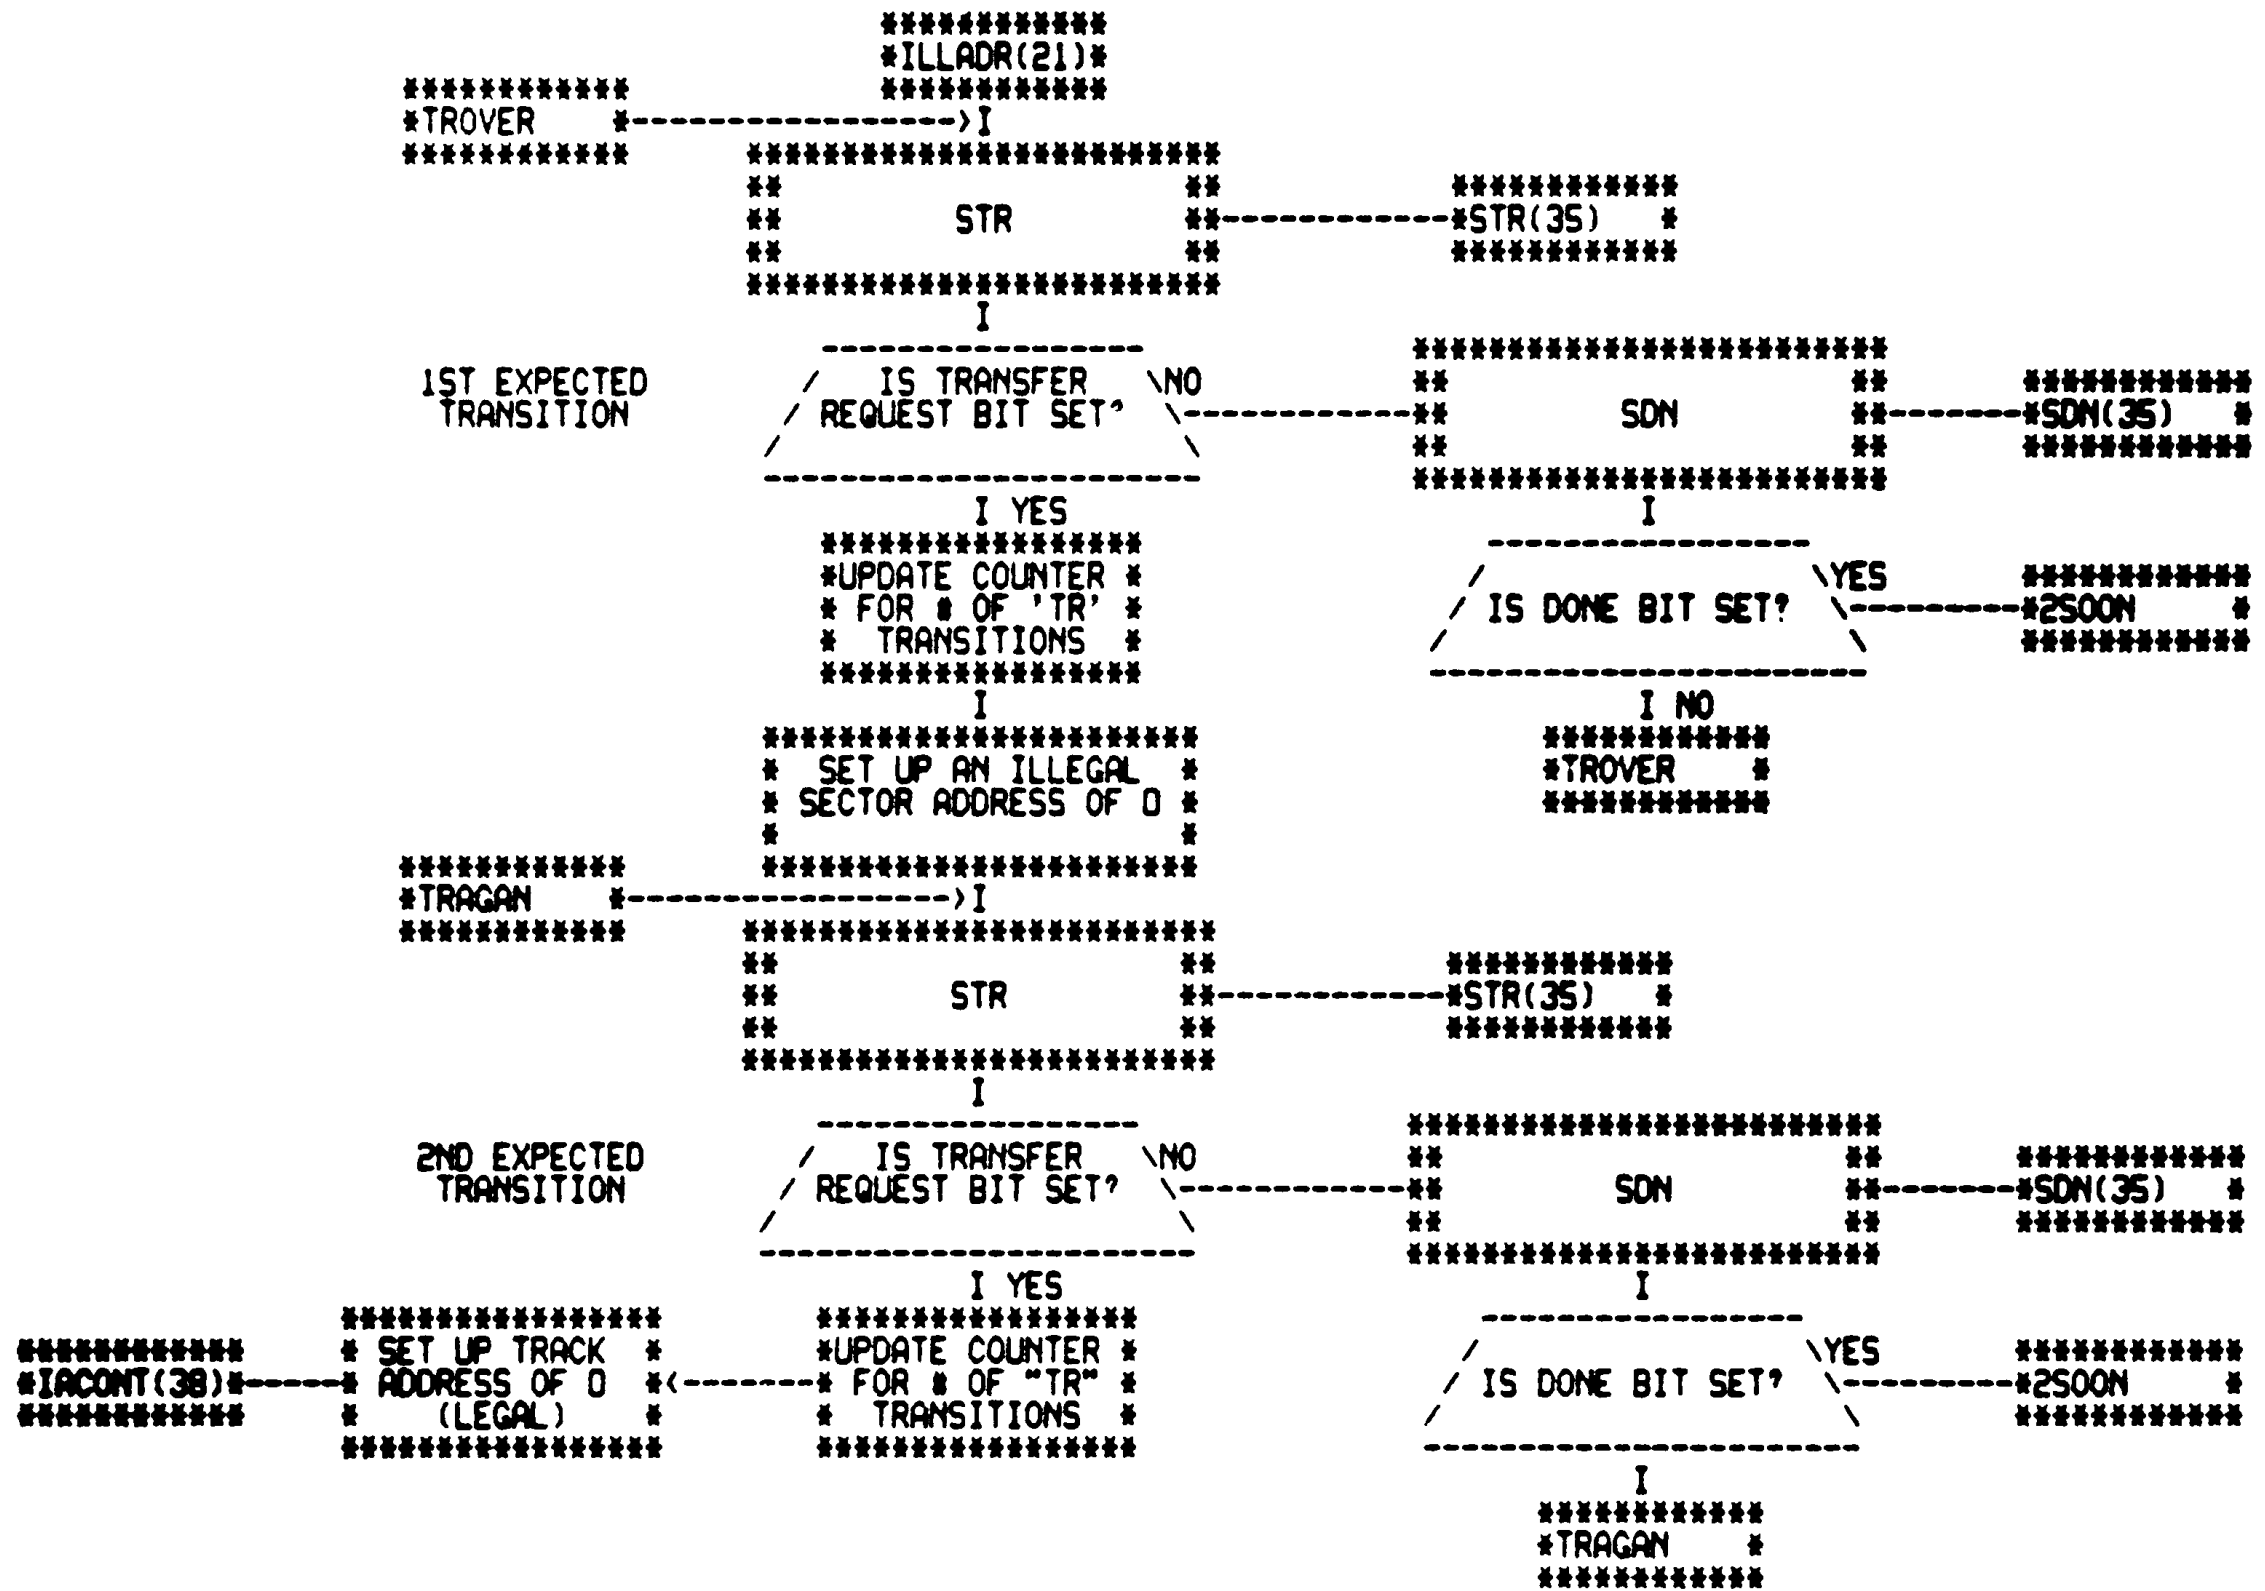 ILLADR(21)
TROVER
STR
STR(35)
1ST EXPECTED
TRANSITION
IS TRANSFER
REQUEST BIT SET?
NO
SDN
SDN(35)
I YES
UPDATE COUNTER
FOR # OF 'TR'
TRANSITIONS
IS DONE BIT SET?
YES
2SOON
I NO
TROVER
SET UP AN ILLEGAL
SECTOR ADDRESS OF 0
TRAGAN
STR
STR(35)
2ND EXPECTED
TRANSITION
IS TRANSFER
REQUEST BIT SET?
NO
SDN
SDN(35)
I YES
IACONT(38)
SET UP TRACK
ADDRESS OF 0
(LEGAL)
UPDATE COUNTER
FOR # OF "TR"
TRANSITIONS
IS DONE BIT SET?
YES
2SOON
TRAGAN